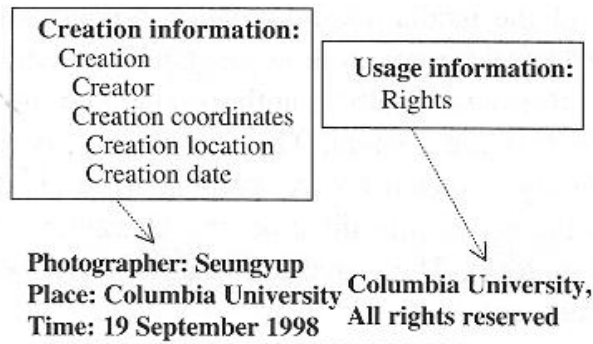 Creation information:
Creation
Creator
Creation coordinates
Creation location
Creation date
Usage information:
Rights
Photographer: Seungyup
Place: Columbia University
Time: 19 September 1998
Columbia University,
All rights reserved